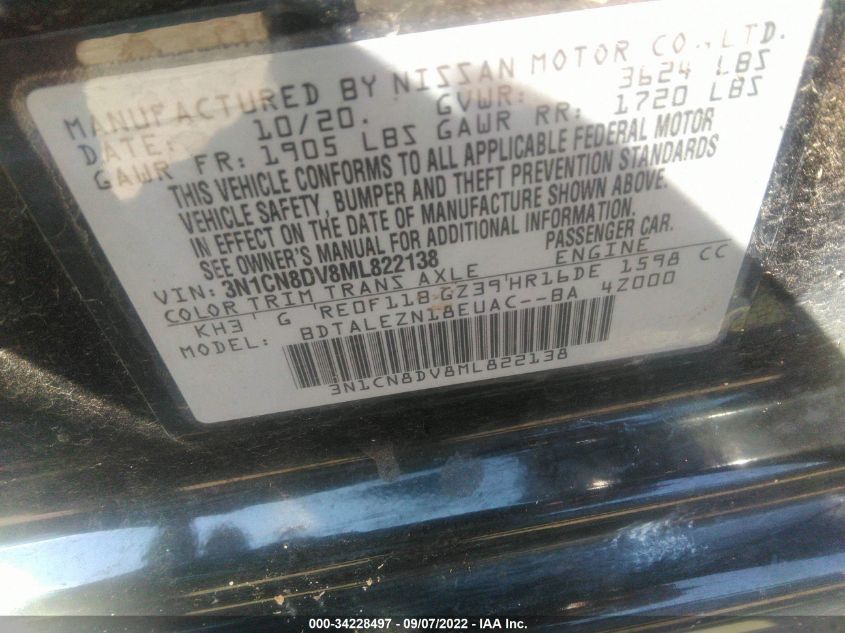 MANUFACTURED BY NISSAN MOTOR CO.,LTD.
DATE: 10/20. GVWR: 3624 LBS
GAWR FR: 1905 LBS GAWR RR: 1720 LBS
THIS VEHICLE CONFORMS TO ALL APPLICABLE FEDERAL MOTOR
VEHICLE SAFETY, BUMPER AND THEFT PREVENTION STANDARDS
IN EFFECT ON THE DATE OF MANUFACTURE SHOWN ABOVE.
SEE OWNER'S MANUAL FOR ADDITIONAL INFORMATION.
VIN: 3N1CN8DV8ML822138 PASSENGER CAR.
COLOR TRIM TRANS AXLE ENGINE
KH3' G 'RE0F11B GZ39'HR16DE 1598 CC
MODEL: BDTALEZN18EUAC--BA 4Z000
3N1CN8DV8ML822138
000-34228497 - 09/07/2022 - IAA Inc.